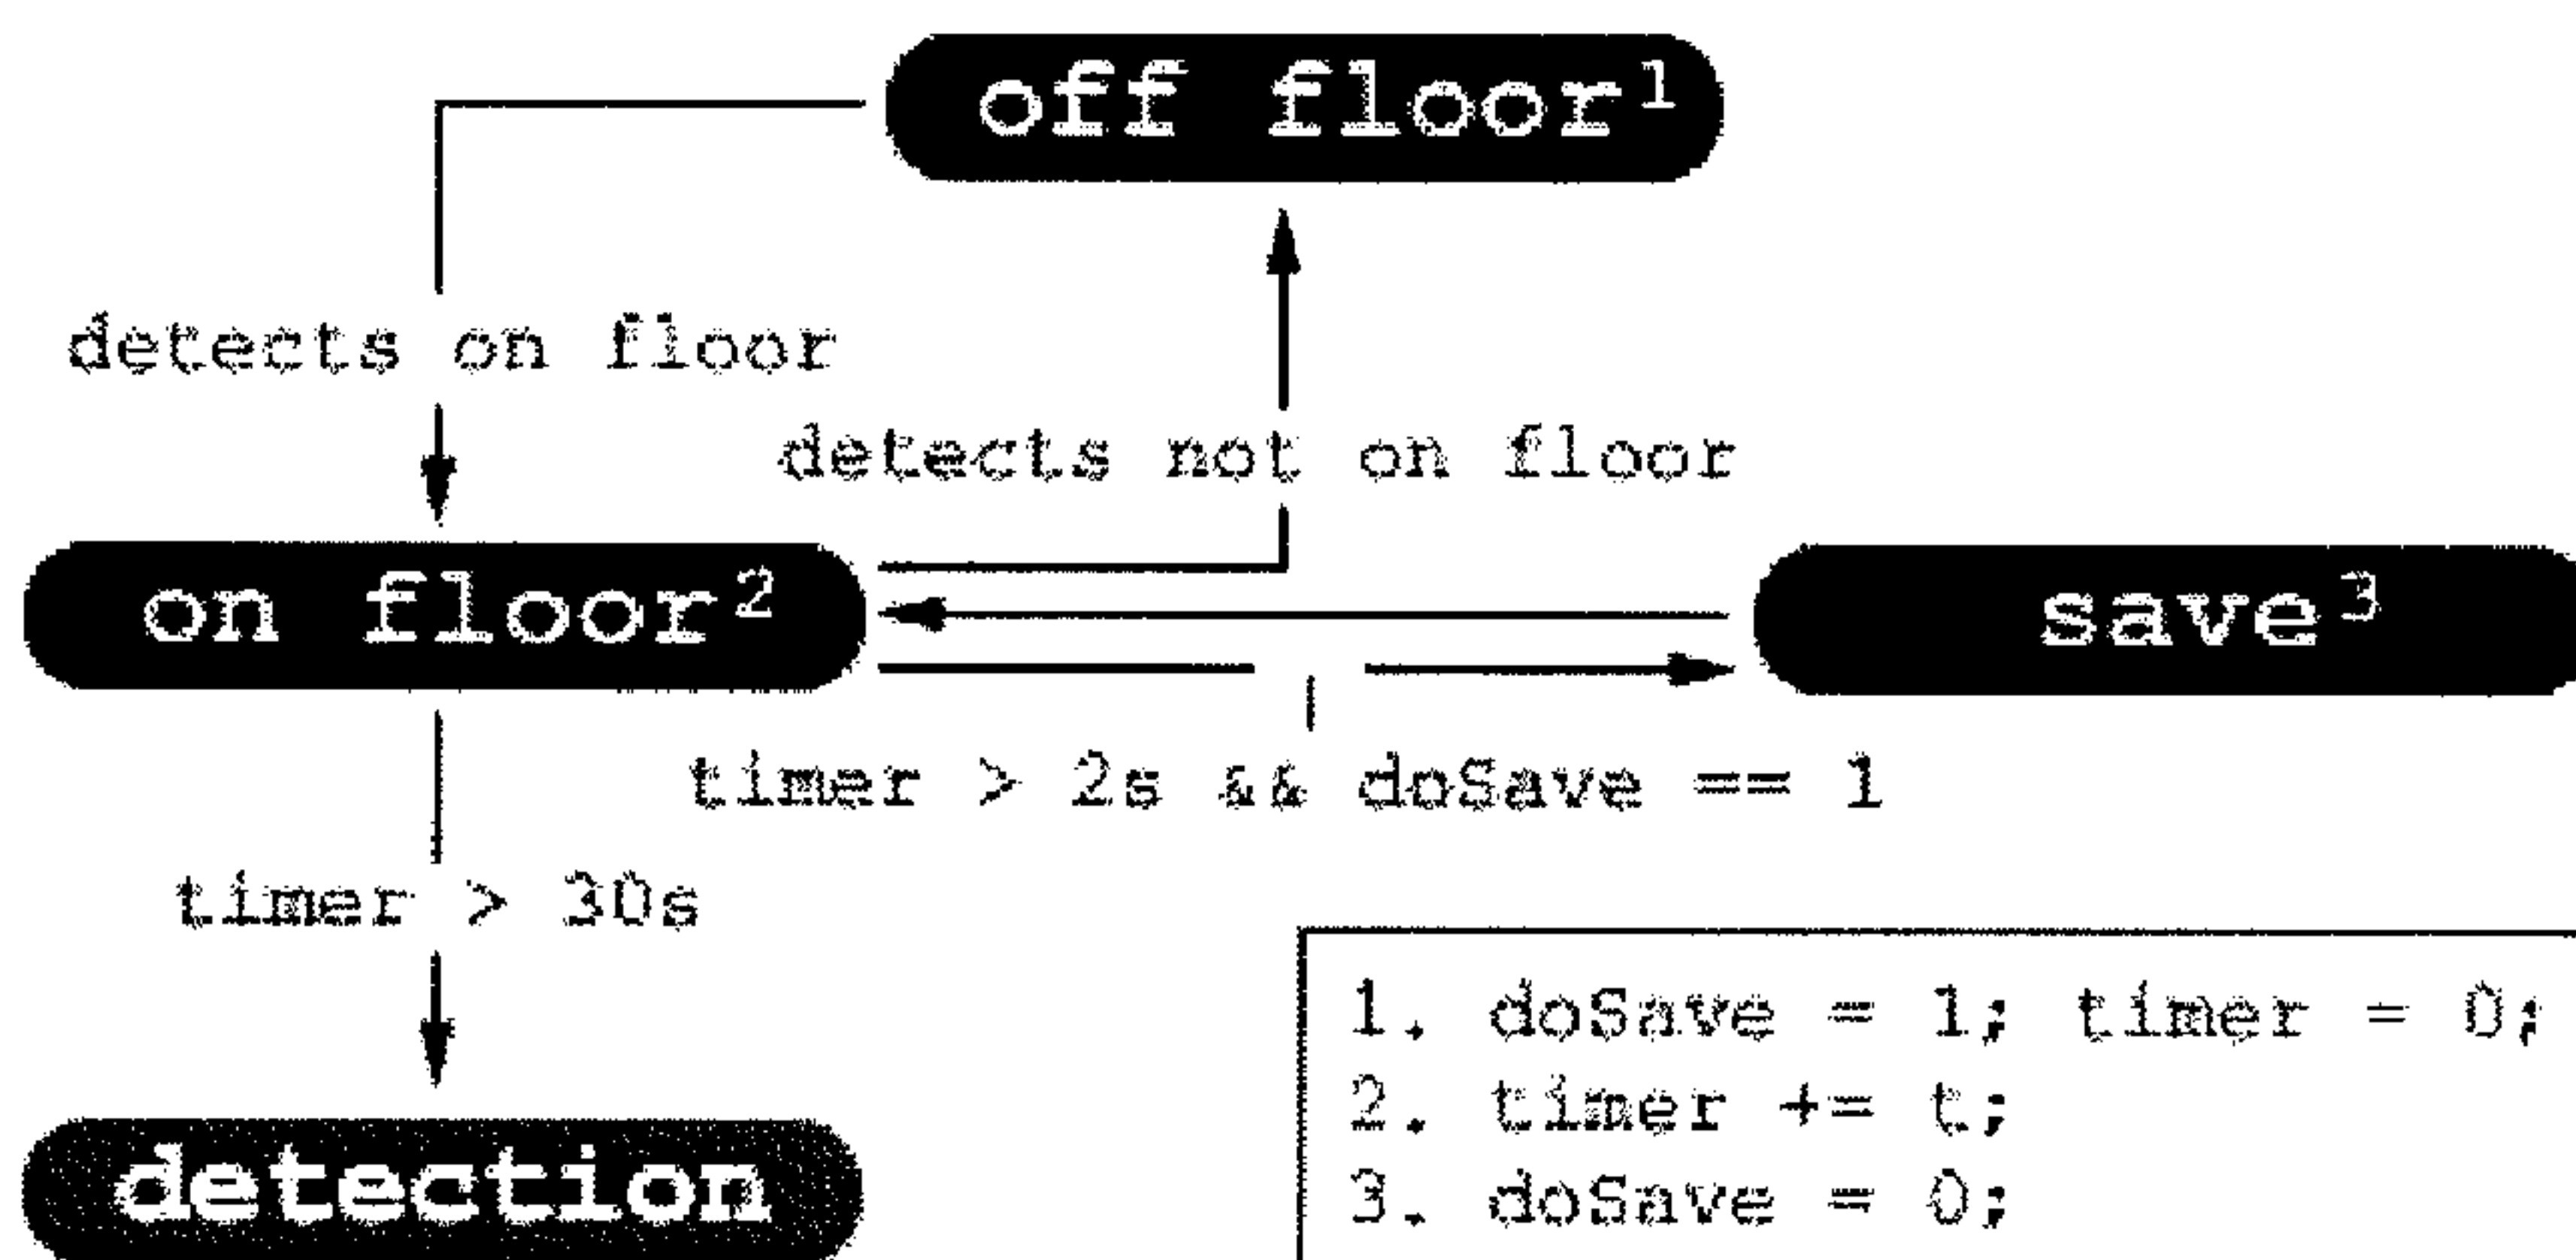 off floor¹
detects on floor
detects not on floor
on floor²
save³
timer > 2s && doSave == 1
timer > 30s
1. doSave = 1; timer = 0;
2. timer += t;
3. doSave = 0;
detection